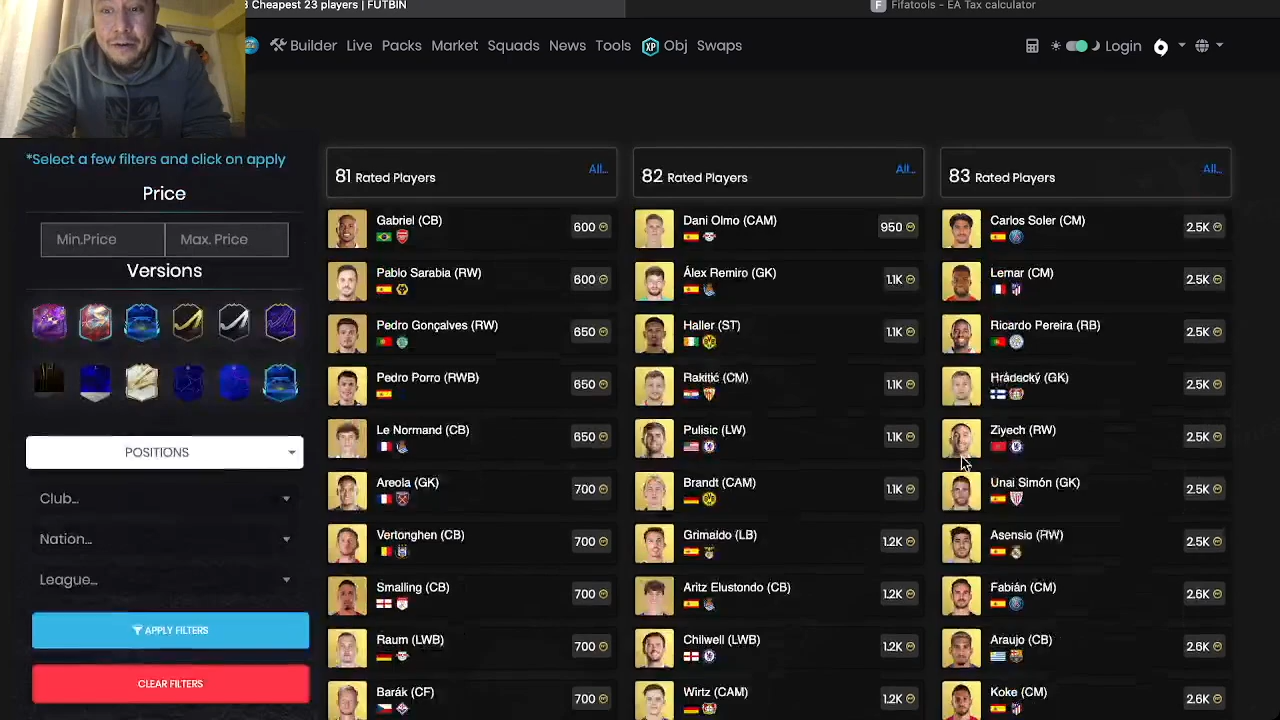 3 Cheapest 23 players | FUTBIN
F Fifatools - EA Tax calculator
Builder Live Packs Market Squads News Tools XP Obj Swaps Login
*Select a few filters and click on apply
Price
Min.Price Max. Price
Versions
POSITIONS
Club...
Nation...
League...
APPLY FILTERS
CLEAR FILTERS
81 Rated Players All...
Gabriel (CB) 600
Pablo Sarabia (RW) 600
Pedro Gonçalves (RW) 650
Pedro Porro (RWB) 650
Le Normand (CB) 650
Areola (GK) 700
Vertonghen (CB) 700
Smalling (CB) 700
Raum (LWB) 700
Barák (CF) 700
82 Rated Players All...
Dani Olmo (CAM) 950
Álex Remiro (GK) 1.1K
Haller (ST) 1.1K
Rakitić (CM) 1.1K
Pulisic (LW) 1.1K
Brandt (CAM) 1.1K
Grimaldo (LB) 1.2K
Aritz Elustondo (CB) 1.2K
Chilwell (LWB) 1.2K
Wirtz (CAM) 1.2K
83 Rated Players All...
Carlos Soler (CM) 2.5K
Lemar (CM) 2.5K
Ricardo Pereira (RB) 2.5K
Hrádecký (GK) 2.5K
Ziyech (RW) 2.5K
Unai Simón (GK) 2.5K
Asensio (RW) 2.5K
Fabián (CM) 2.6K
Araujo (CB) 2.6K
Koke (CM) 2.6K